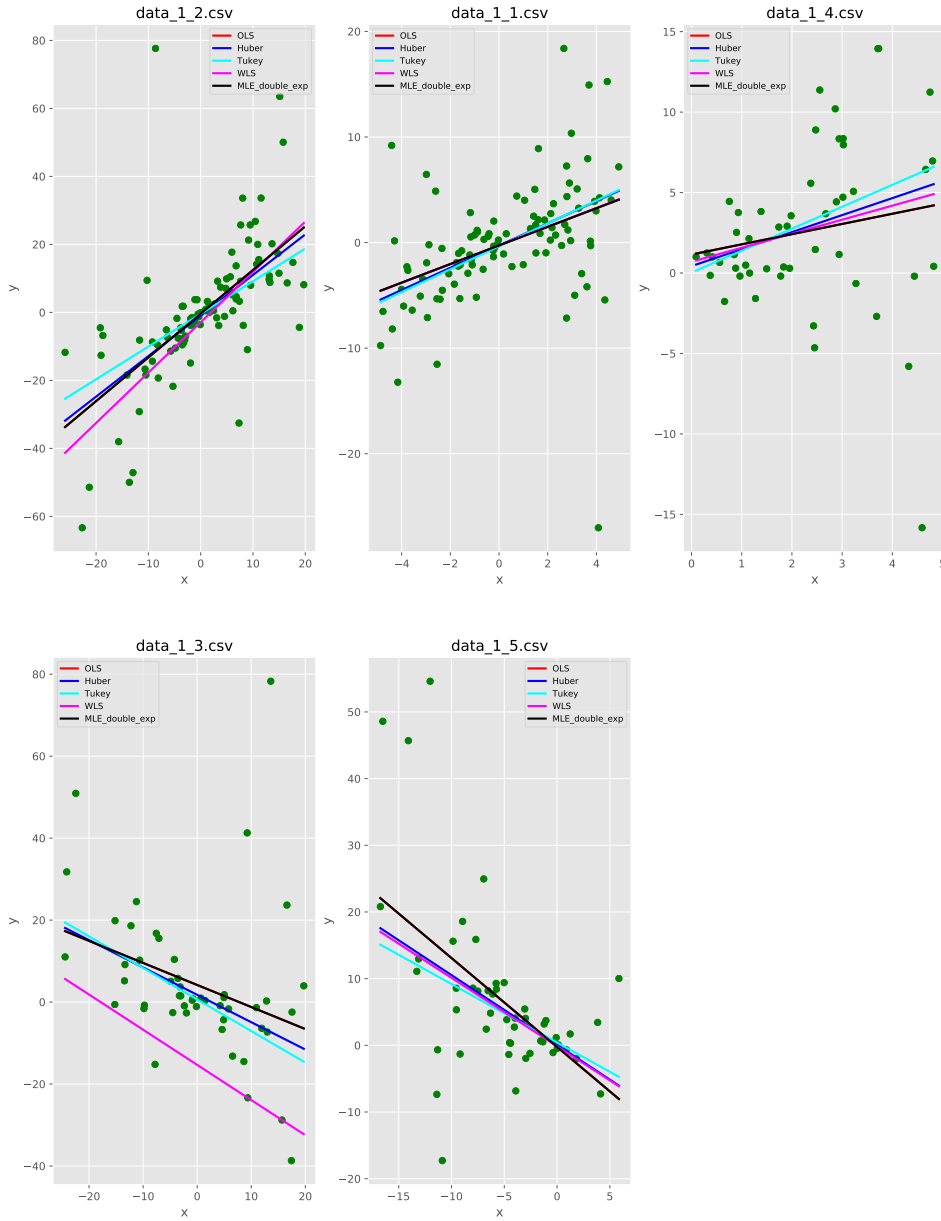 data_1_2.csv
80
60
40
20
0
−20
−40
−60
y
−20
−10
0
10
20
x
OLS
Huber
Tukey
WLS
MLE_double_exp
data_1_1.csv
20
10
0
−10
−20
y
−4
−2
0
2
4
x
OLS
Huber
Tukey
WLS
MLE_double_exp
data_1_4.csv
15
10
5
0
−5
−10
−15
y
0
1
2
3
4
5
x
OLS
Huber
Tukey
WLS
MLE_double_exp
data_1_3.csv
80
60
40
20
0
−20
−40
y
−20
−10
0
10
20
x
OLS
Huber
Tukey
WLS
MLE_double_exp
data_1_5.csv
50
40
30
20
10
0
−10
−20
y
−15
−10
−5
0
5
x
OLS
Huber
Tukey
WLS
MLE_double_exp